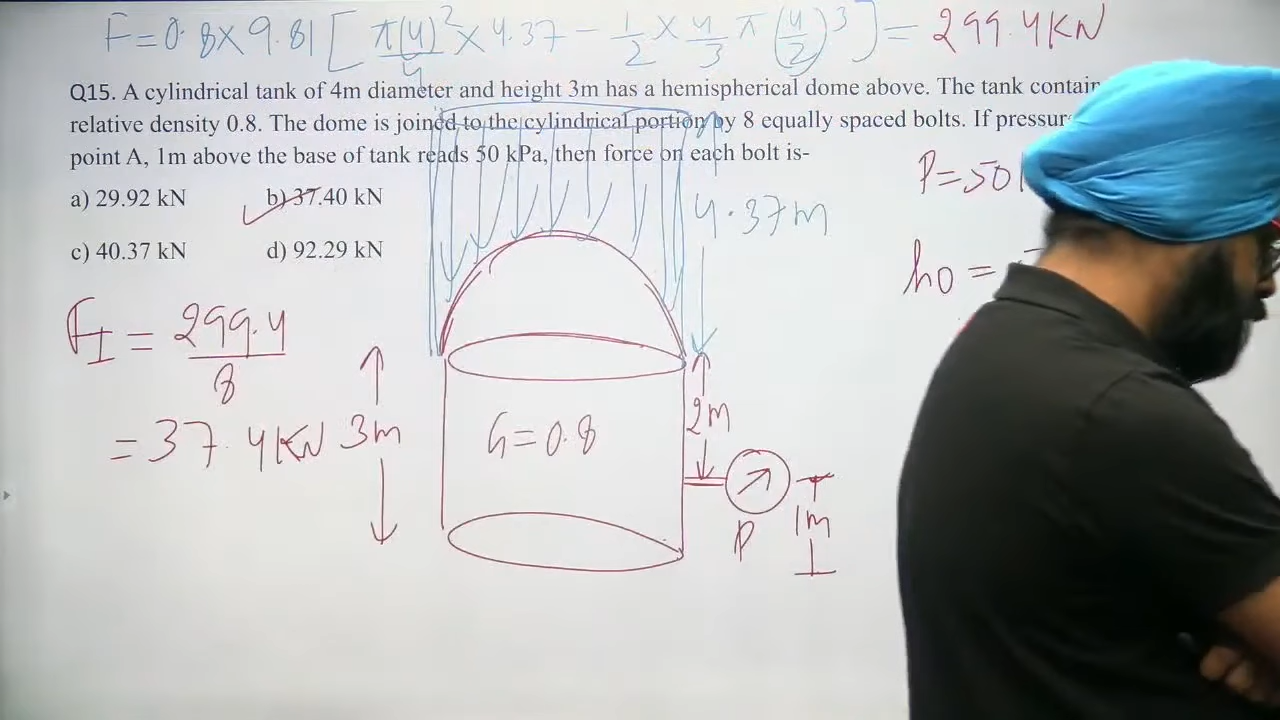 F = 0.8 x 9.81 [ π(4)²/4 x 4.37 - 1/2 x 4/3 π (4/2)³ ] = 299.4 KN
Q15. A cylindrical tank of 4m diameter and height 3m has a hemispherical dome above. The tank contain
relative density 0.8. The dome is joined to the cylindrical portion by 8 equally spaced bolts. If pressur
point A, 1m above the base of tank reads 50 kPa, then force on each bolt is-
P = 50
a) 29.92 kN b) 37.40 kN
4.37m
c) 40.37 kN d) 92.29 kN
h0 =
F_I = 299.4/8
= 37.4 KN
3m
G = 0.8
2m
1m
P